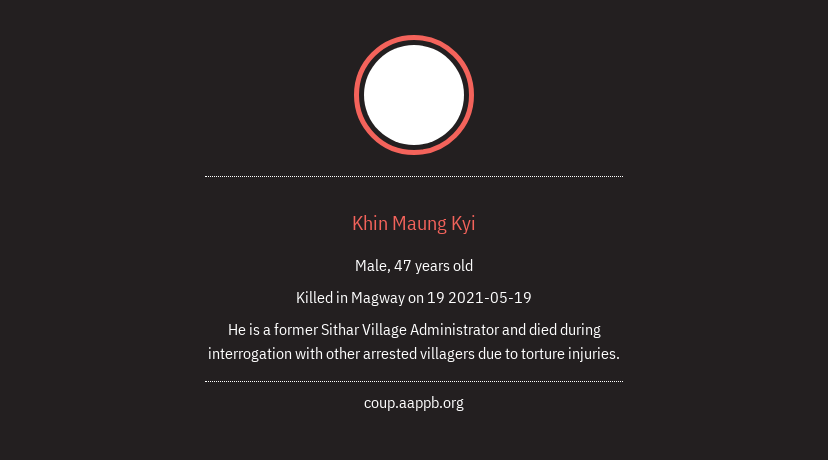 Khin Maung Kyi
Male, 47 years old
Killed in Magway on 19 2021-05-19
He is a former Sithar Village Administrator and died during
interrogation with other arrested villagers due to torture injuries.
coup.aappb.org